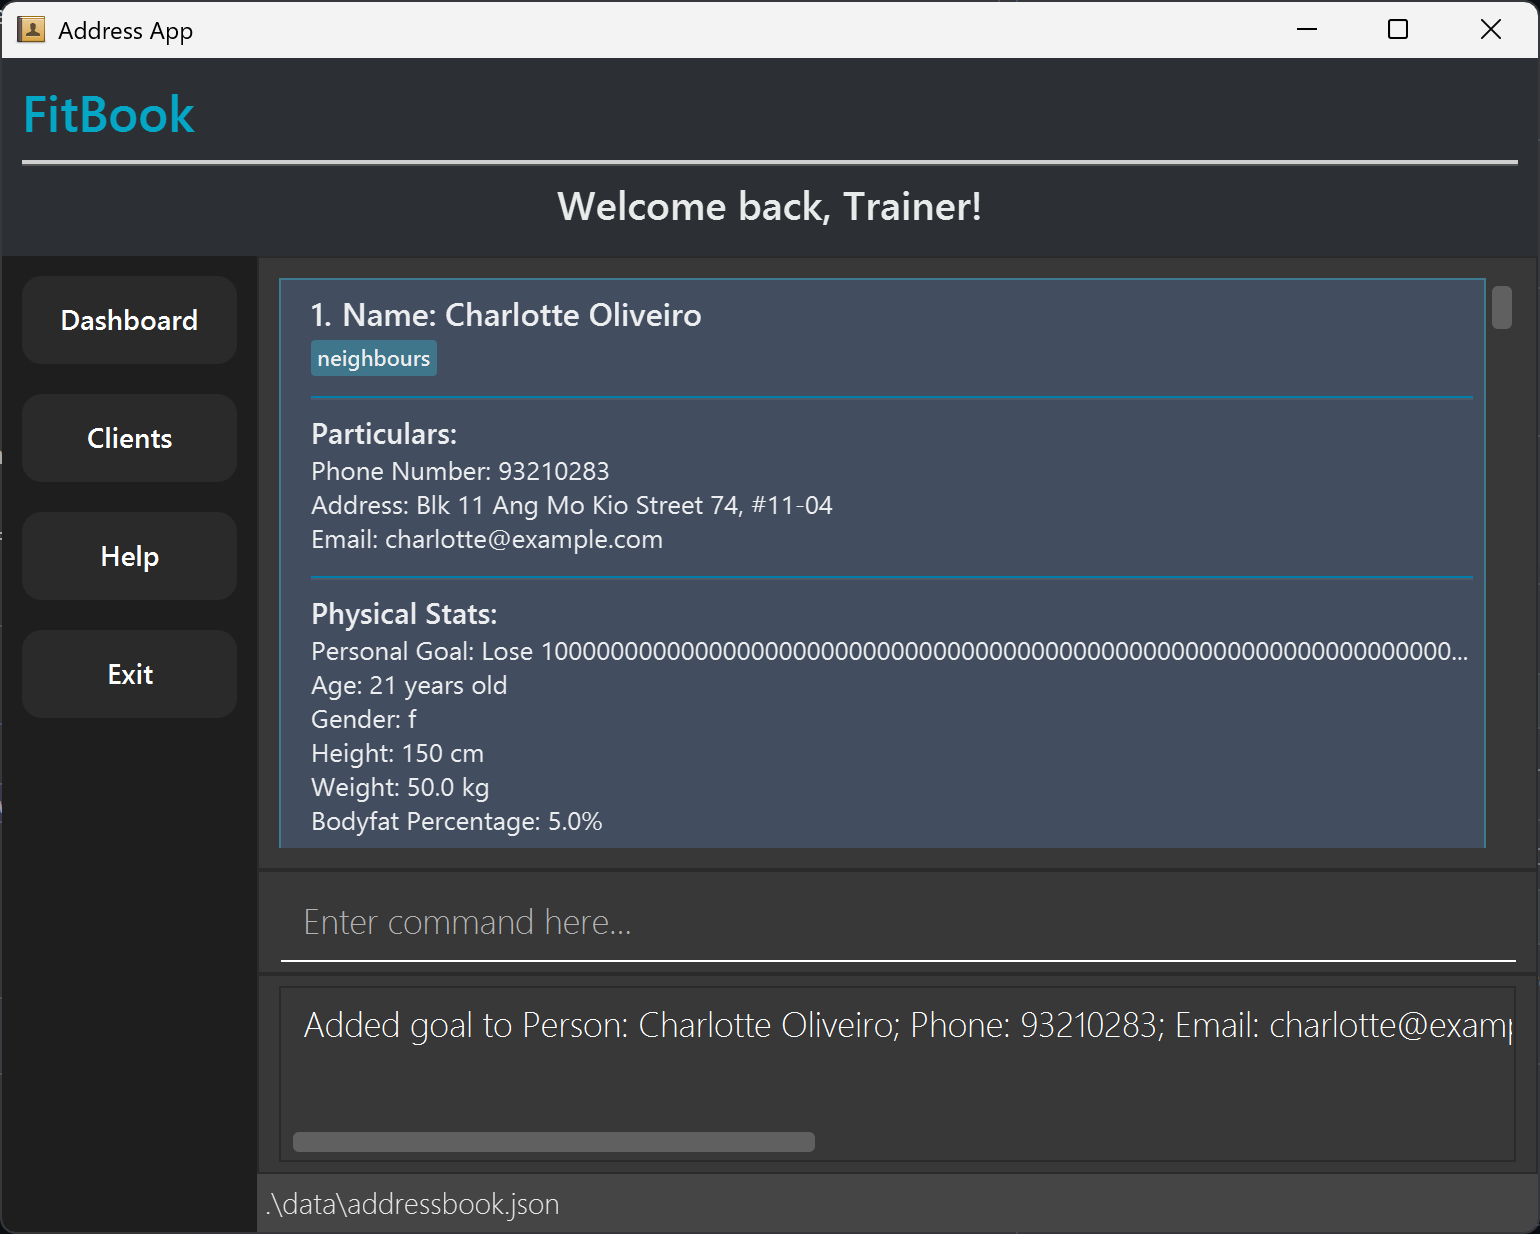 Address App
FitBook
Welcome back, Trainer!
Dashboard
Clients
Help
Exit
1. Name: Charlotte Oliveiro
neighbours
Particulars:
Phone Number: 93210283
Address: Blk 11 Ang Mo Kio Street 74, #11-04
Email: charlotte@example.com
Physical Stats:
Personal Goal: Lose 10000000000000000000000000000000000000000000000000000000000000000...
Age: 21 years old
Gender: f
Height: 150 cm
Weight: 50.0 kg
Bodyfat Percentage: 5.0%
Enter command here...
Added goal to Person: Charlotte Oliveiro; Phone: 93210283; Email: charlotte@examp
.\data\addressbook.json